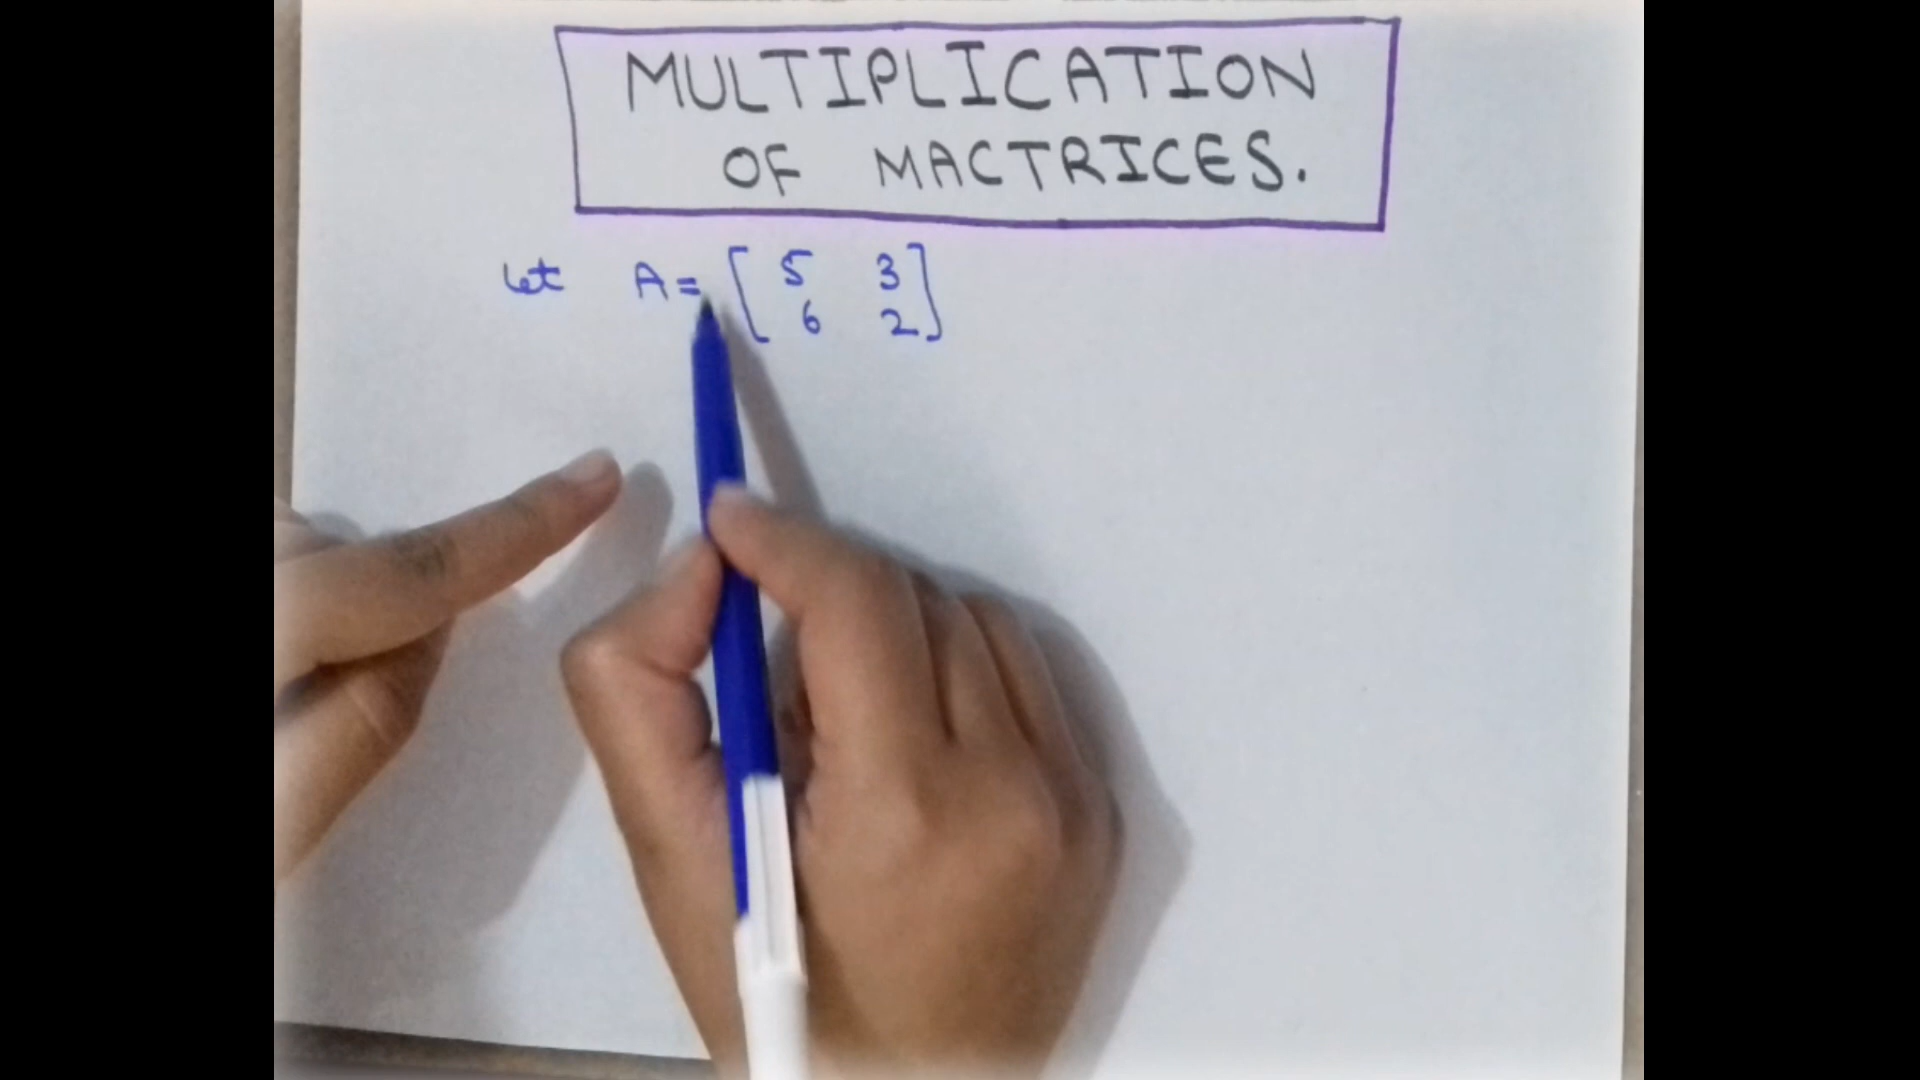 MULTIPLICATION
OF MACTRICES.
Let A = [ 5 3
6 2 ]